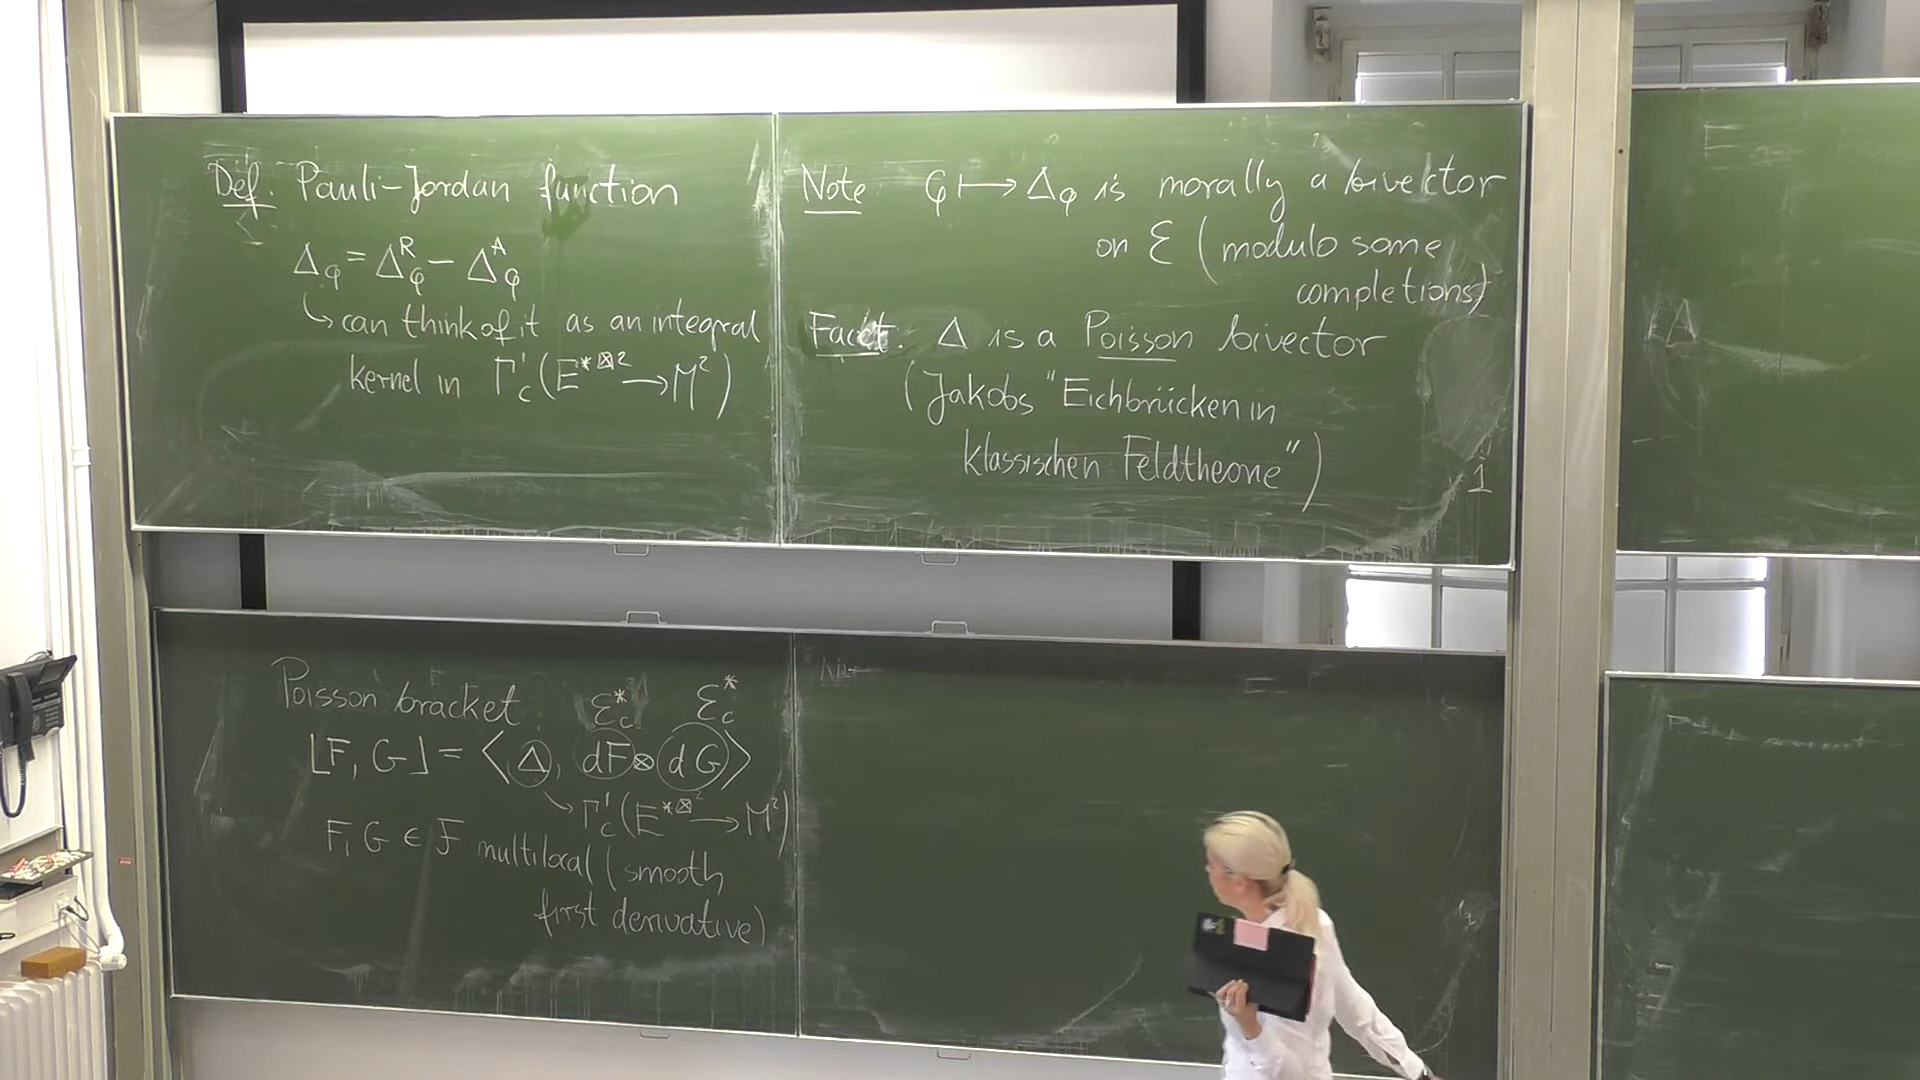 Def. Pauli-Jordan function
Δ_φ = Δ^R_φ − Δ^A_φ
↳ can think of it as an integral
kernel in Γ'_c(E^{*⊠2} → M²)
Note φ ↦ Δ_φ is morally a bivector
on ℰ (modulo some
completions)
Fact. Δ is a Poisson bivector
(Jakobs "Eichbrücken in
klassischen Feldtheorie")
1
Poisson bracket ℰ*_c ℰ*_c
⌊F, G⌋ = ⟨Δ, dF ⊗ dG⟩
→ Γ'_c(E^{*⊠2} → M²)
F, G ∈ F multilocal (smooth
first derivative)